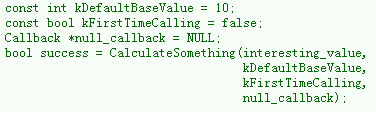 const int kDefaultBaseValue = 10;
const bool kFirstTimeCalling = false;
Callback *null_callback = NULL;
bool success = CalculateSomething(interesting_value,
                                  kDefaultBaseValue,
                                  kFirstTimeCalling,
                                  null_callback);